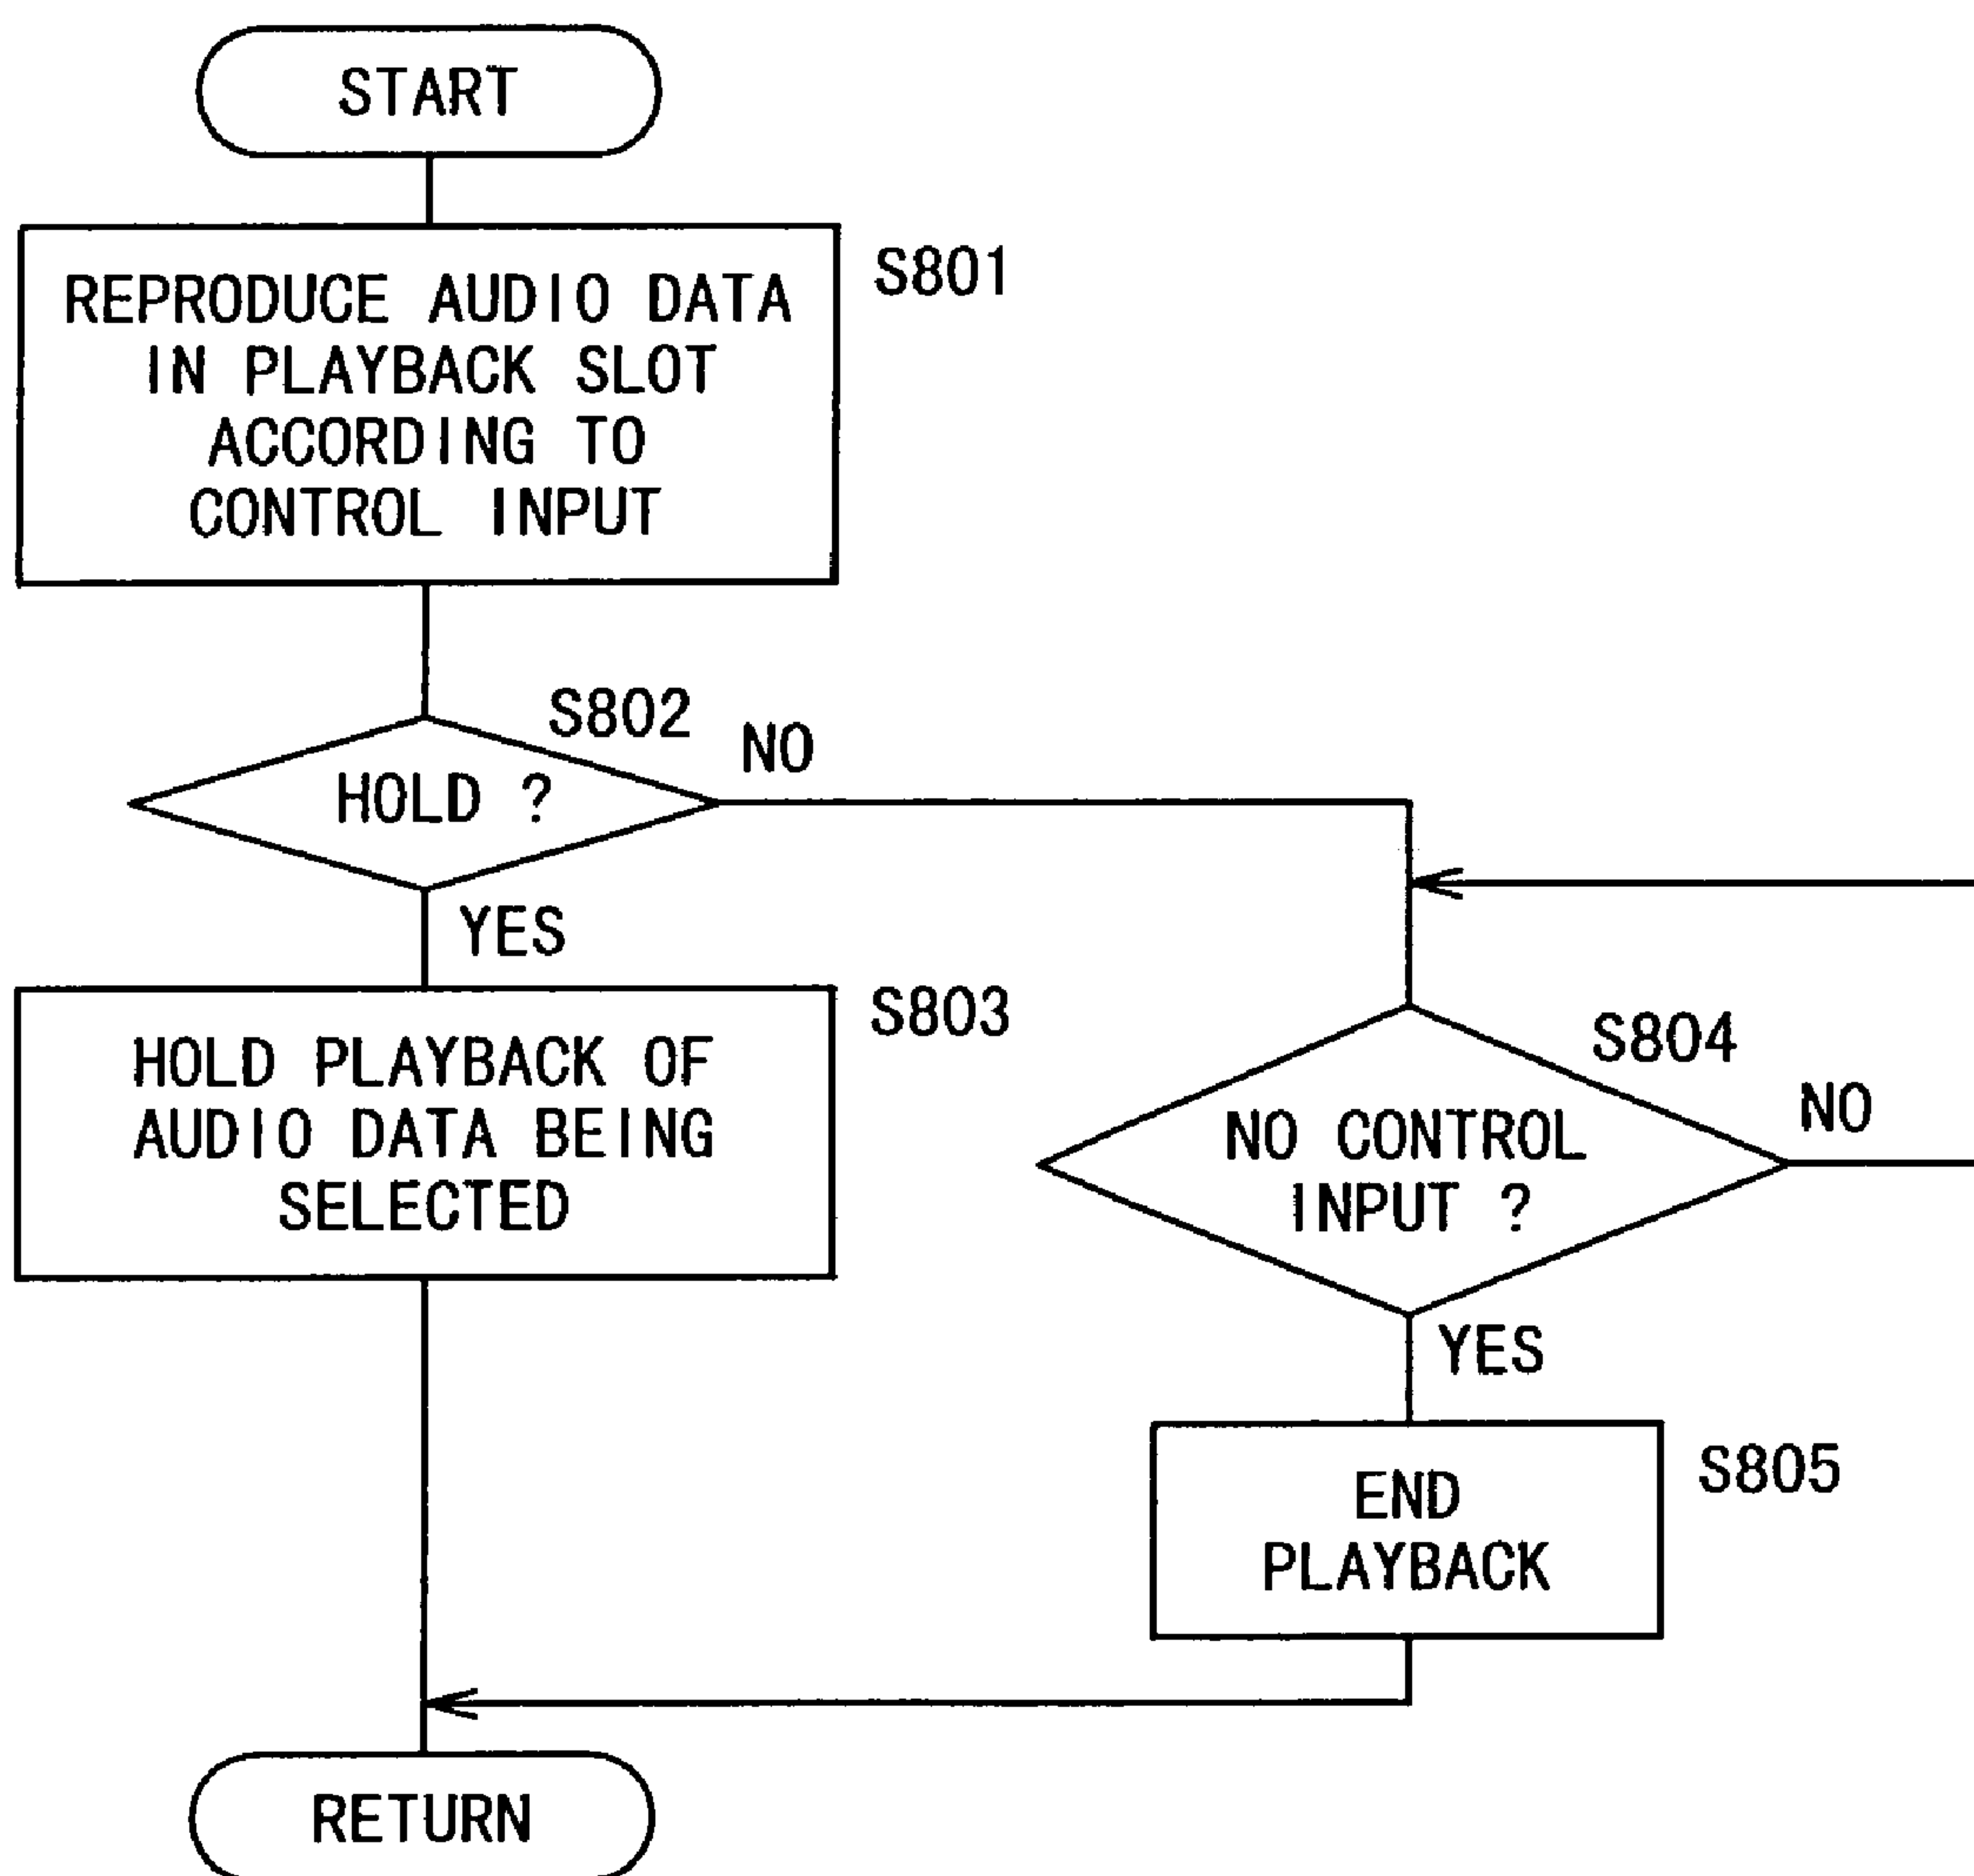 START
S801
REPRODUCE AUDIO DATA
IN PLAYBACK SLOT
ACCORDING TO
CONTROL INPUT
S802
HOLD ?
NO
YES
S803
HOLD PLAYBACK OF
AUDIO DATA BEING
SELECTED
S804
NO CONTROL
INPUT ?
NO
YES
S805
END
PLAYBACK
RETURN